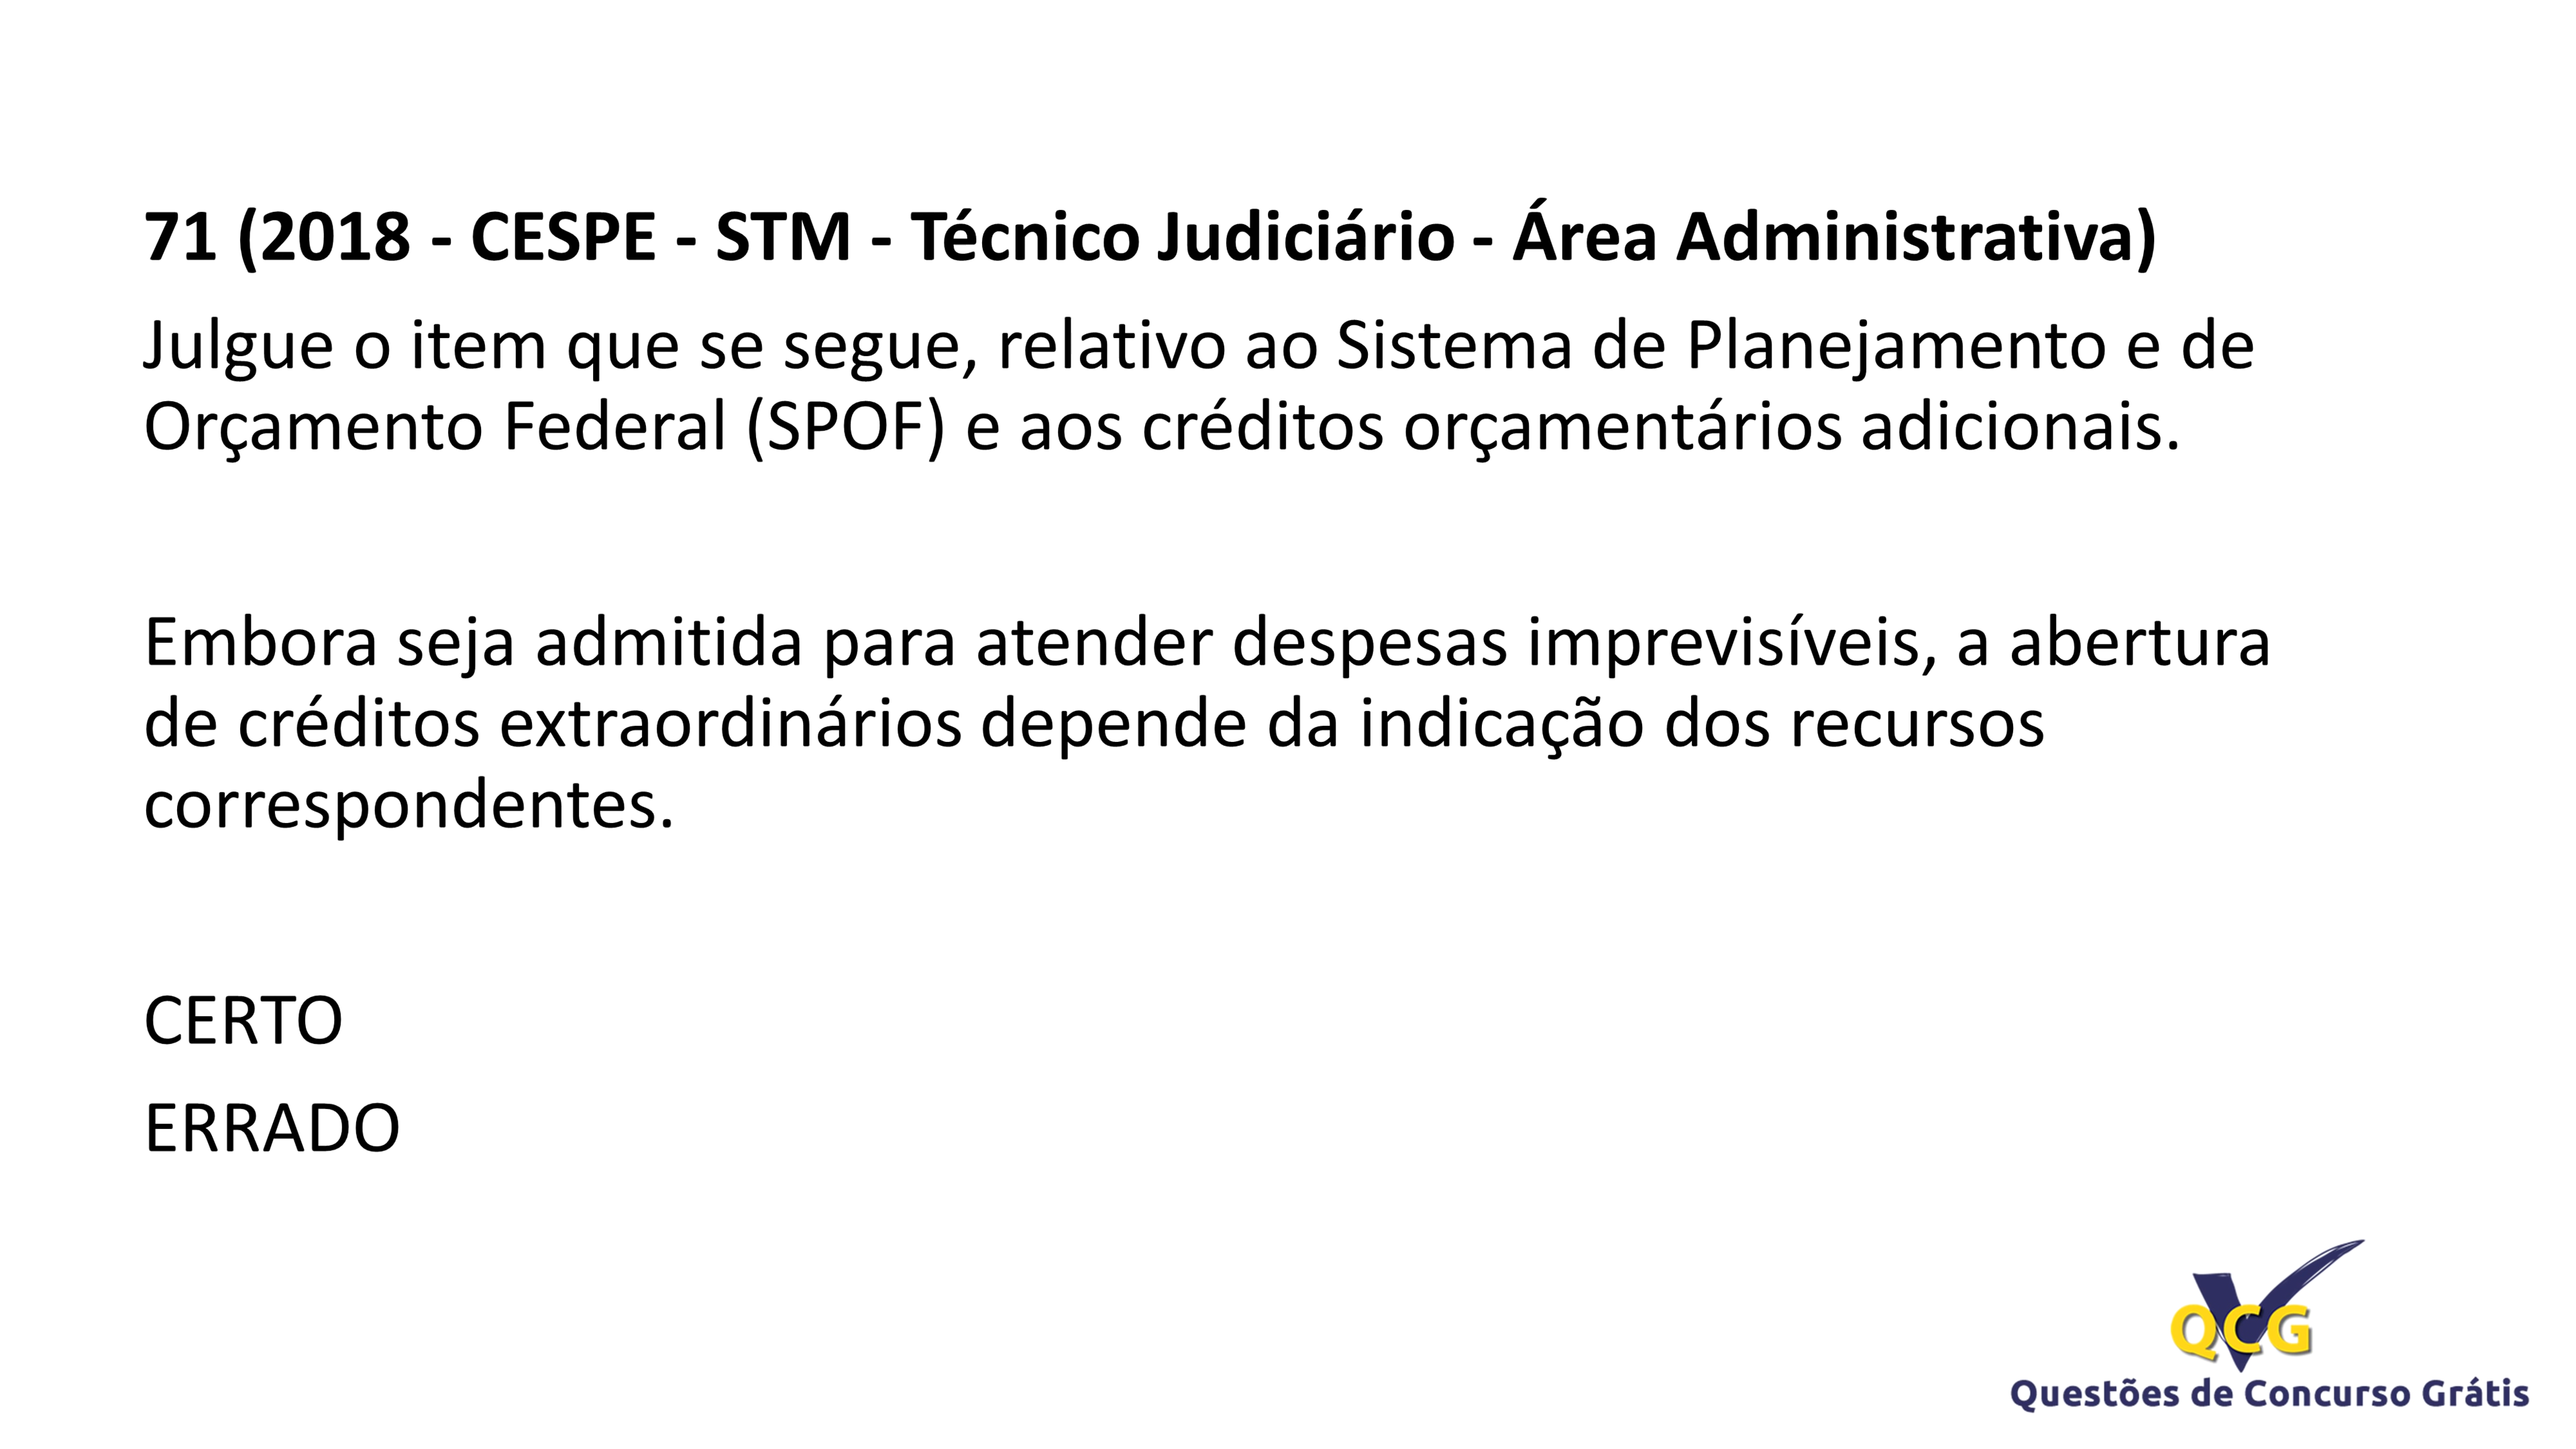 71 (2018 - CESPE - STM - Técnico Judiciário - Área Administrativa)
Julgue o item que se segue, relativo ao Sistema de Planejamento e de
Orçamento Federal (SPOF) e aos créditos orçamentários adicionais.
Embora seja admitida para atender despesas imprevisíveis, a abertura
de créditos extraordinários depende da indicação dos recursos
correspondentes.
CERTO
ERRADO
QCG
Questões de Concurso Grátis